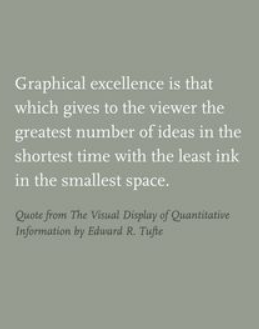 Graphical excellence is that
which gives to the viewer the
greatest number of ideas in the
shortest time with the least ink
in the smallest space.
Quote from The Visual Display of Quantitative
Information by Edward R. Tufte